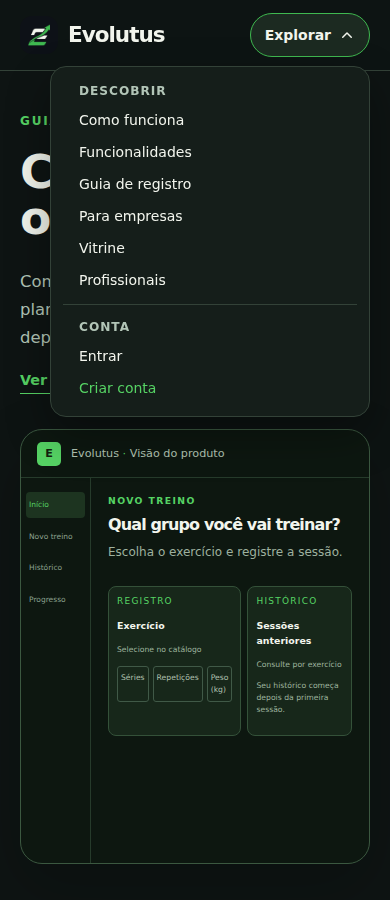 Evolutus
Explorar
DESCOBRIR
Como funciona
Funcionalidades
Guia de registro
Para empresas
Vitrine
Profissionais
CONTA
Entrar
Criar conta
GUI
C
o
Con
plan
dep
Ver
E
Evolutus · Visão do produto
Início
Novo treino
Histórico
Progresso
NOVO TREINO
Qual grupo você vai treinar?
Escolha o exercício e registre a sessão.
REGISTRO
Exercício
Selecione no catálogo
Séries
Repetições
Peso
(kg)
HISTÓRICO
Sessões
anteriores
Consulte por exercício
Seu histórico começa
depois da primeira
sessão.